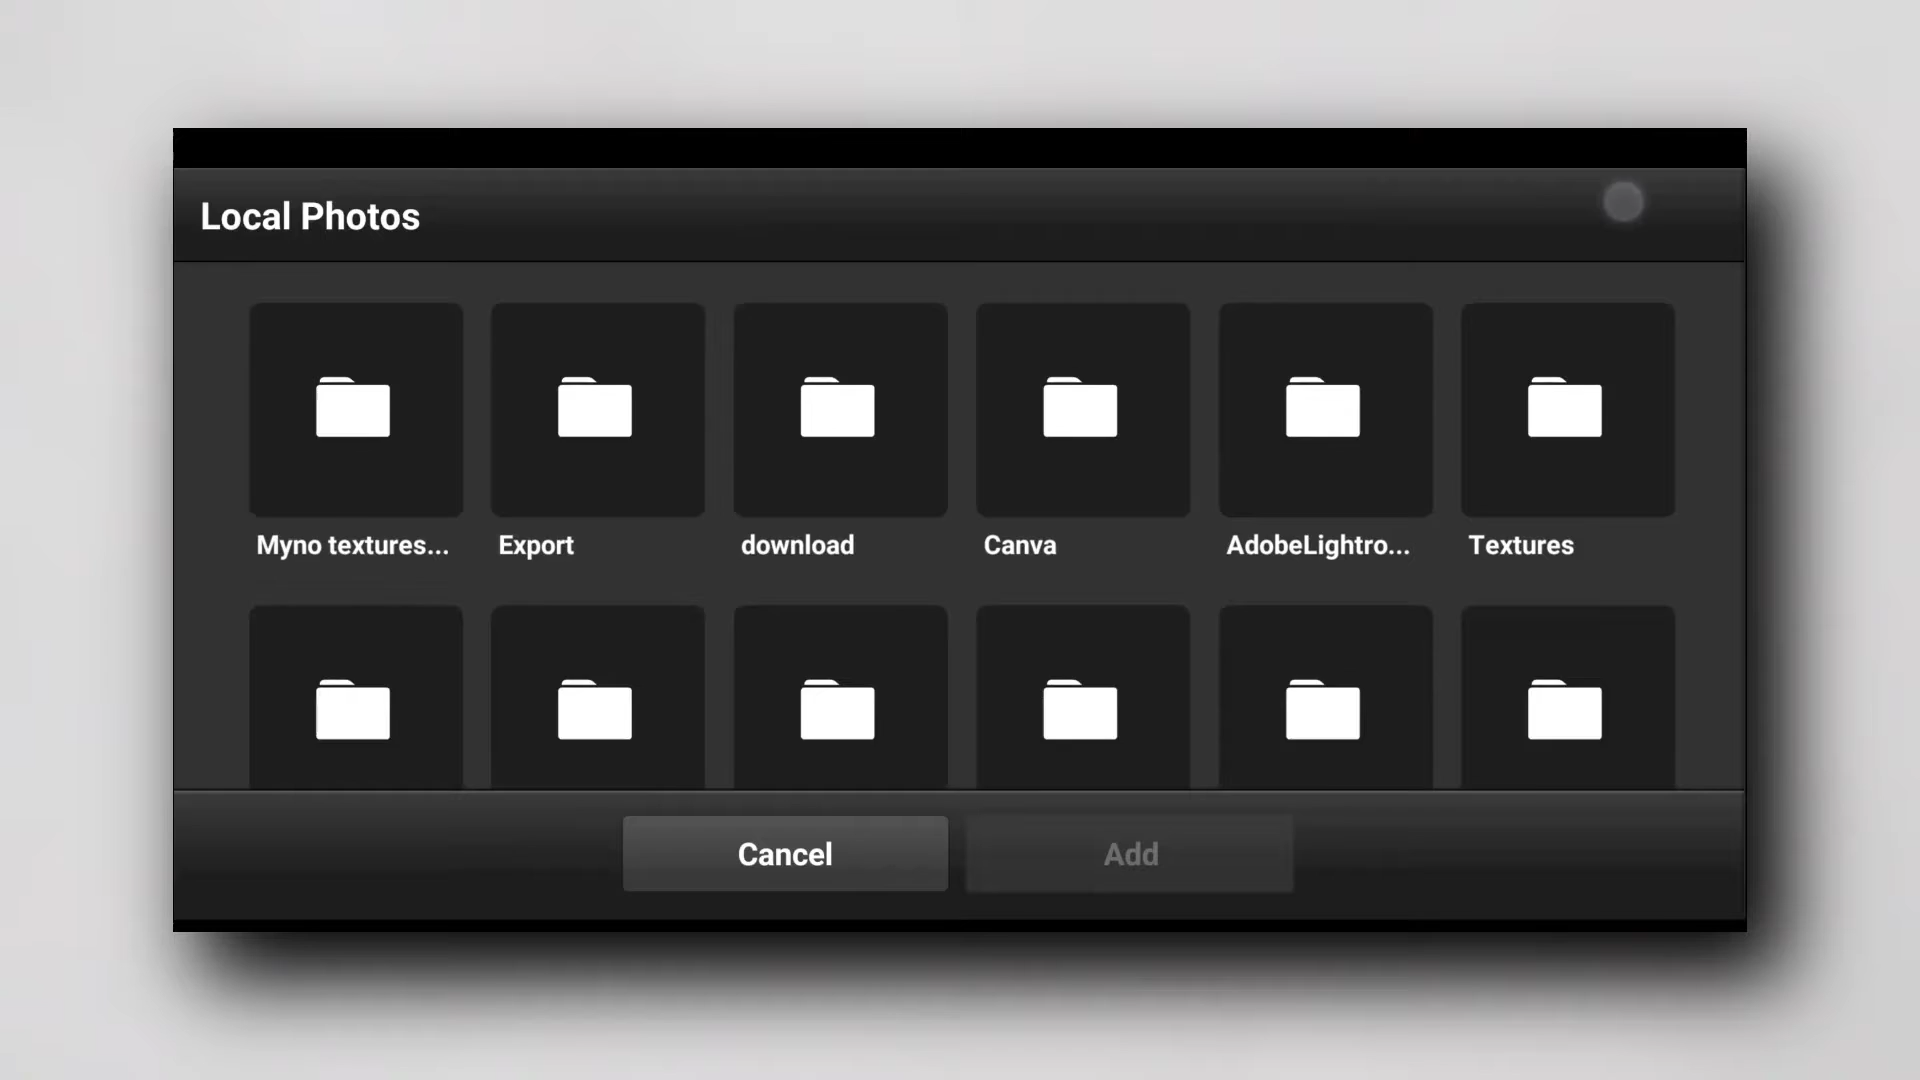 Local Photos
Myno textures...
Export
download
Canva
AdobeLightro...
Textures
Cancel
Add